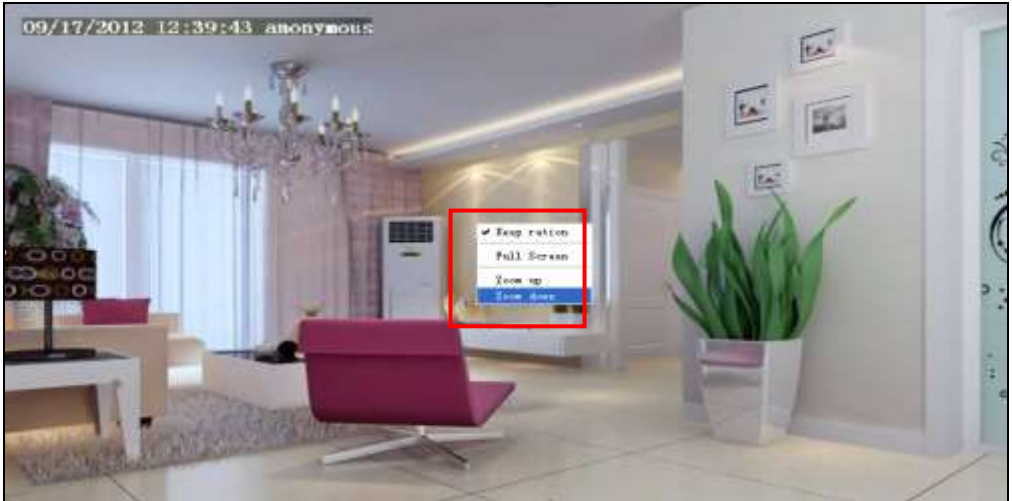 09/17/2012 12:39:43 anonymous
Keep ration
Full Screen
Zoom up
Zoom down